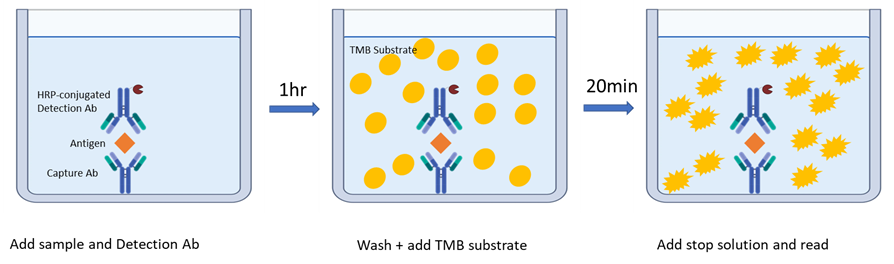 HRP-conjugated
Detection Ab
Antigen
Capture Ab
1hr
TMB Substrate
20min
Add sample and Detection Ab
Wash + add TMB substrate
Add stop solution and read